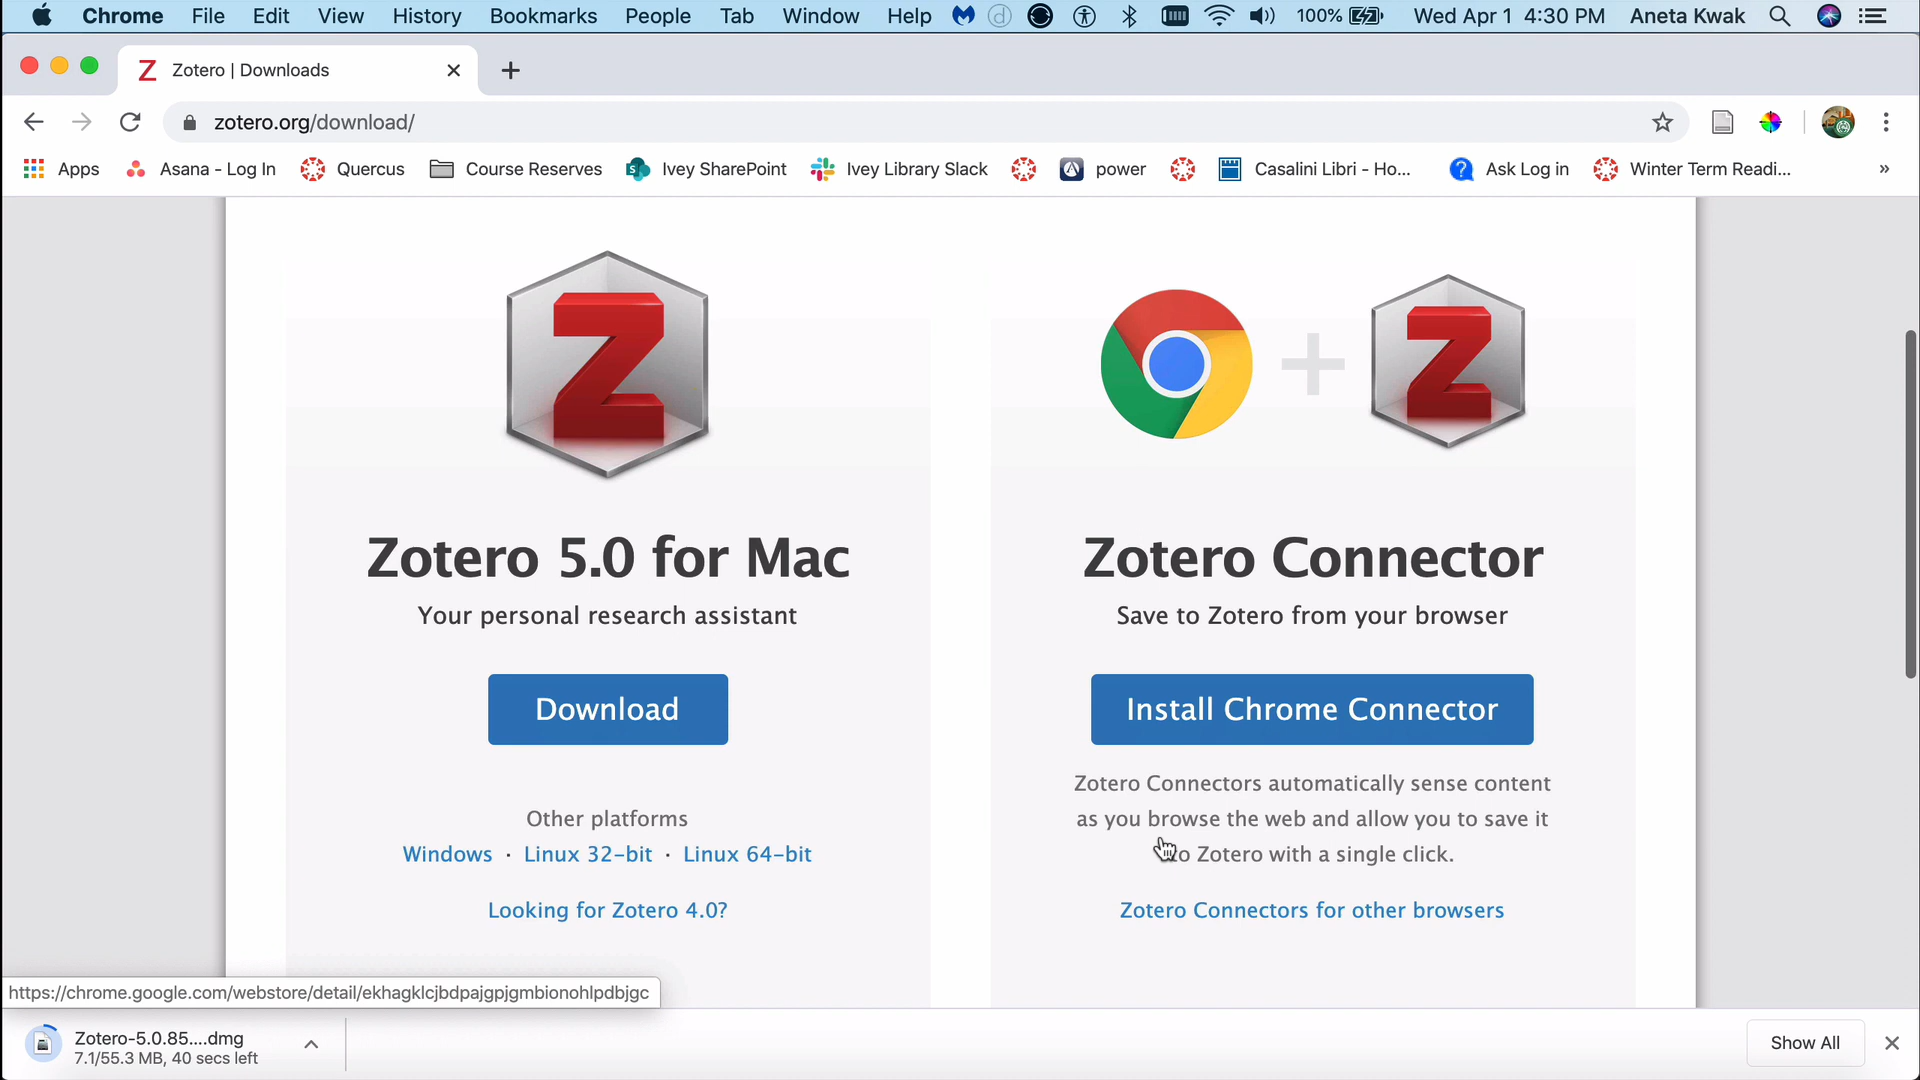 Chrome File Edit View History Bookmarks People Tab Window Help 100% Wed Apr 1 4:30 PM Aneta Kwak
Zotero | Downloads
zotero.org/download/
Apps Asana - Log In Quercus Course Reserves Ivey SharePoint Ivey Library Slack power Casalini Libri - Ho... Ask Log in Winter Term Readi... »
Z
Z
Zotero 5.0 for Mac
Your personal research assistant
Download
Other platforms
Windows · Linux 32-bit · Linux 64-bit
Looking for Zotero 4.0?
Zotero Connector
Save to Zotero from your browser
Install Chrome Connector
Zotero Connectors automatically sense content
as you browse the web and allow you to save it
to Zotero with a single click.
Zotero Connectors for other browsers
https://chrome.google.com/webstore/detail/ekhagklcjbdpajgpjgmbionohlpdbjgc
Zotero-5.0.85....dmg
7.1/55.3 MB, 40 secs left
Show All